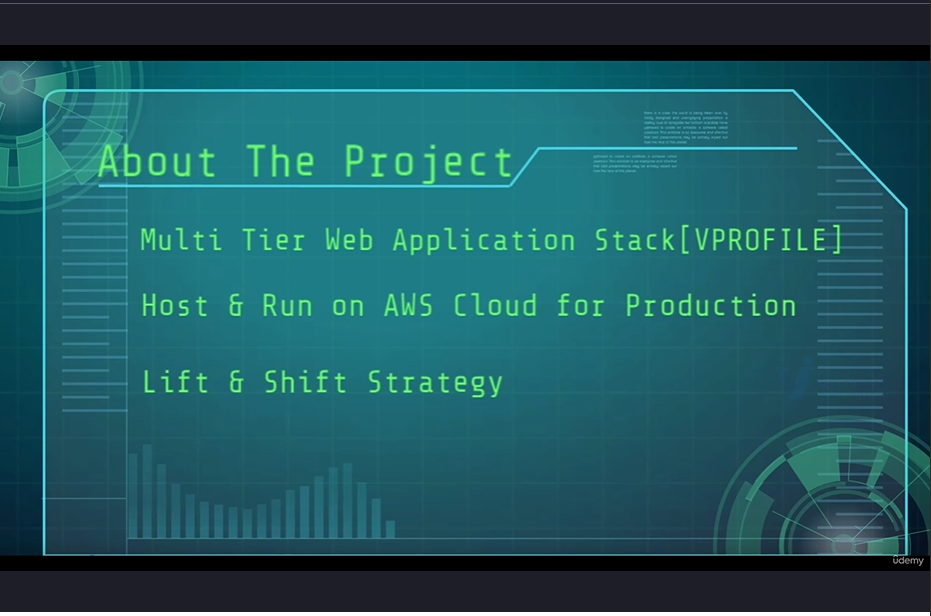 About The Project
Multi Tier Web Application Stack[VPROFILE]
Host & Run on AWS Cloud for Production
Lift & Shift Strategy
ûdemy